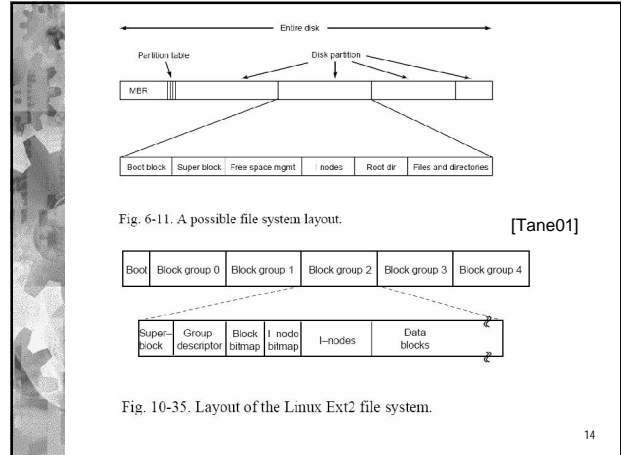 Entire disk
Partition table
Disk partition
MBR
Boot block Super block Free space mgmt I nodes Root dir Files and directories
Fig. 6-11. A possible file system layout.
[Tane01]
Boot Block group 0 Block group 1 Block group 2 Block group 3 Block group 4
Super– Group Block I node I–nodes Data
block descriptor bitmap bitmap blocks
Fig. 10-35. Layout of the Linux Ext2 file system.
14